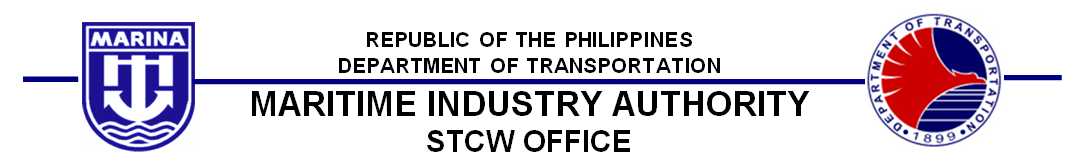 MARINA
REPUBLIC OF THE PHILIPPINES
DEPARTMENT OF TRANSPORTATION
MARITIME INDUSTRY AUTHORITY
STCW OFFICE
DEPARTMENT OF TRANSPORTATION
1899